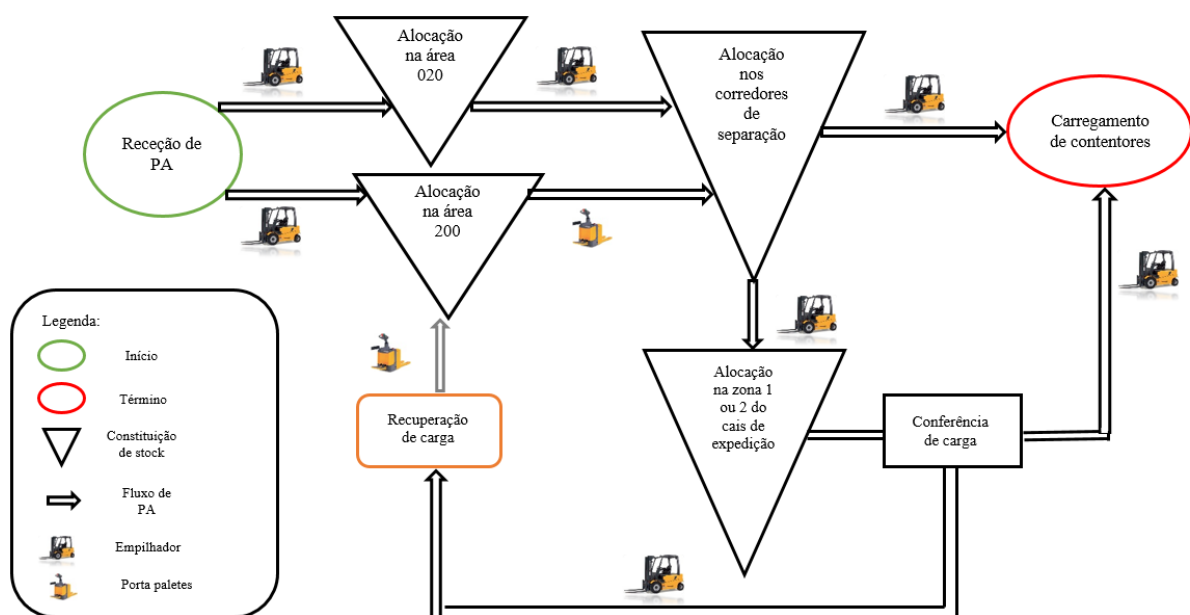 Alocação
na área
020
Alocação
nos
corredores
de
separação
Receção de
PA
Carregamento
de contentores
Alocação
na área
200
Legenda:
Início
Término
Constituição
de stock
Fluxo de
PA
Empilhador
Porta paletes
Recuperação
de carga
Alocação
na zona 1
ou 2 do
cais de
expedição
Conferência
de carga